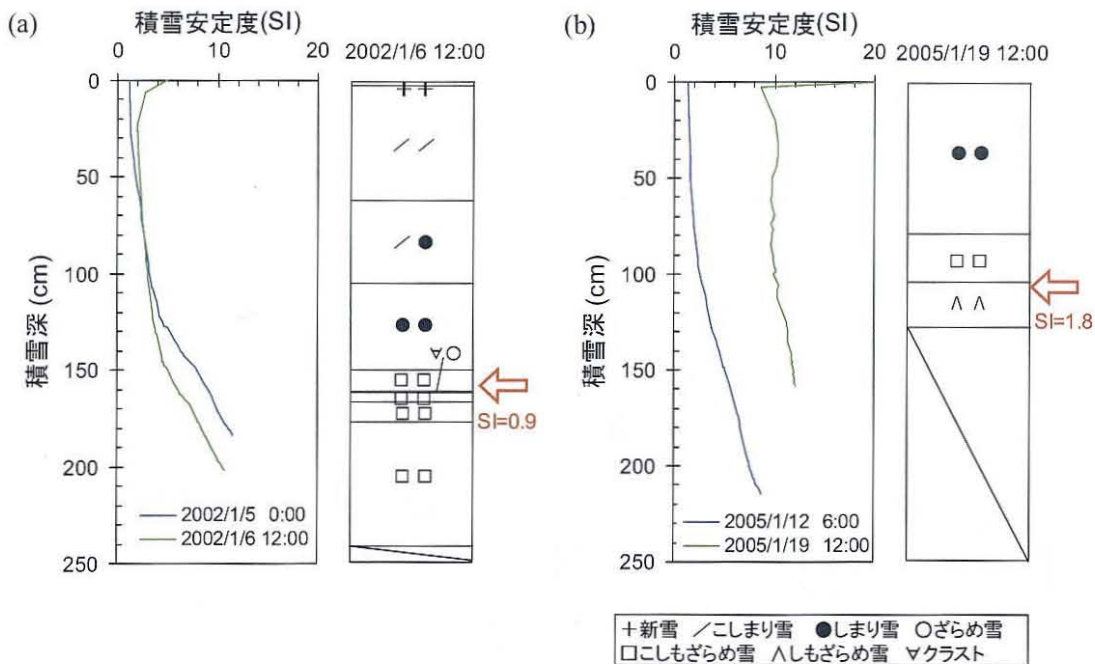 (a)
積雪安定度(SI)
0 10 20
2002/1/6 12:00
積雪深 (cm)
0
50
100
150
200
250
2002/1/5 0:00
2002/1/6 12:00
SI=0.9
(b)
積雪安定度(SI)
0 10 20
2005/1/19 12:00
積雪深 (cm)
0
50
100
150
200
250
2005/1/12 6:00
2005/1/19 12:00
SI=1.8
+新雪 /こしまり雪 ●しまり雪 ○ざらめ雪
□こしもざらめ雪 ∧しもざらめ雪 ∀クラスト